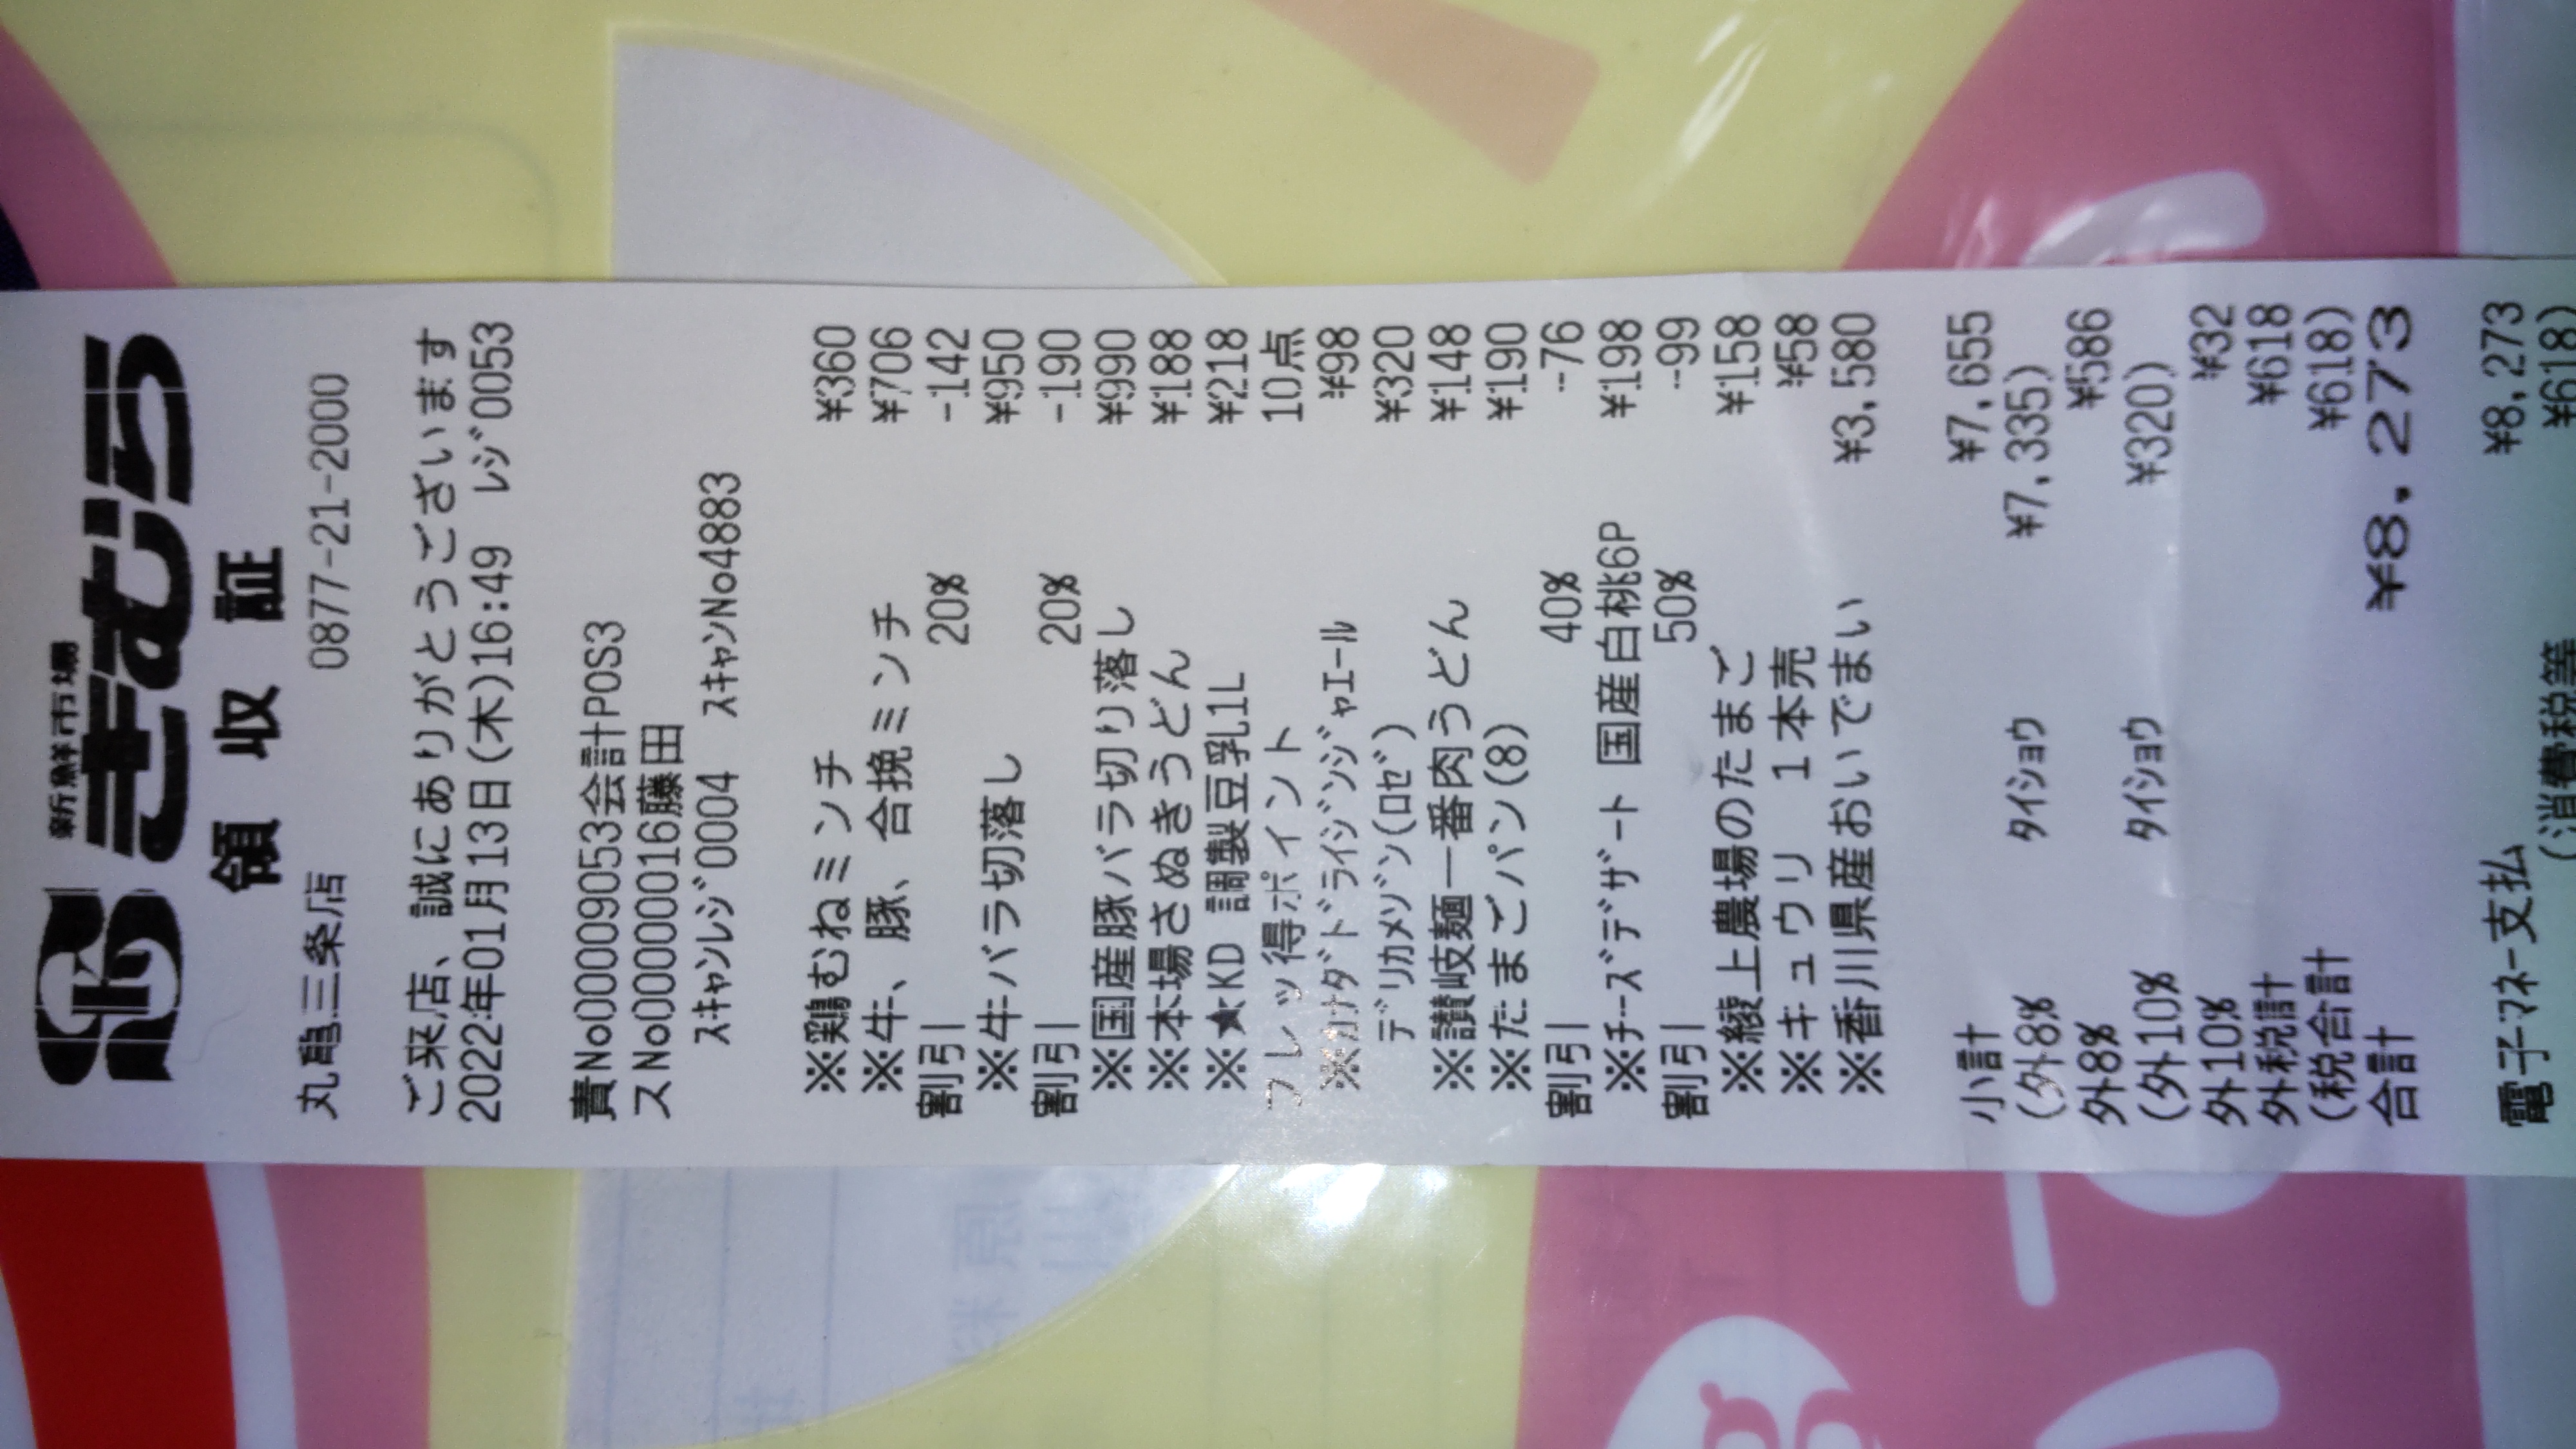 新鮮市場
きむら
領収証
丸亀三条店 0877-21-2000
ご来店、誠にありがとうございます
2022年01月13日(木)16:49 ﾚｼﾞ0053
責No00009053会計POS3
スNo00000016藤田
ｽｷｬﾝﾚｼﾞ0004 ｽｷｬﾝNo4883
※鶏むねミンチ ¥360
※牛、豚、合挽ミンチ ¥706
割引 20% -142
※牛バラ切落し ¥950
割引 20% -190
※国産豚バラ切り落し ¥990
※本場さぬきうどん ¥188
※★KD 調製豆乳1L ¥218
フレッツ得ポイント 10点
※ｶﾅﾀﾞﾄﾞﾗｲｼﾞﾝｼﾞｬｴｰﾙ ¥98
ﾃﾞﾘｶﾒｿﾞﾝ(ﾛｾﾞ) ¥320
※讃岐麺一番肉うどん ¥148
※たまごパン(8) ¥190
割引 40% -76
※ﾁｰｽﾞﾃﾞｻﾞｰﾄ 国産白桃6P ¥198
割引 50% -99
※綾上農場のたまご ¥158
※キュウリ 1本売 ¥58
※香川県産おいでまい ¥3,580
小計 ¥7,655
(外8% ﾀｲｼｮｳ ¥7,335)
外8% ¥586
(外10% ﾀｲｼｮｳ ¥320)
外10% ¥32
外税計 ¥618
(税合計 ¥618)
合計 ¥8,273
電子マネー支払 ¥8,273
(消費税等 ¥618)